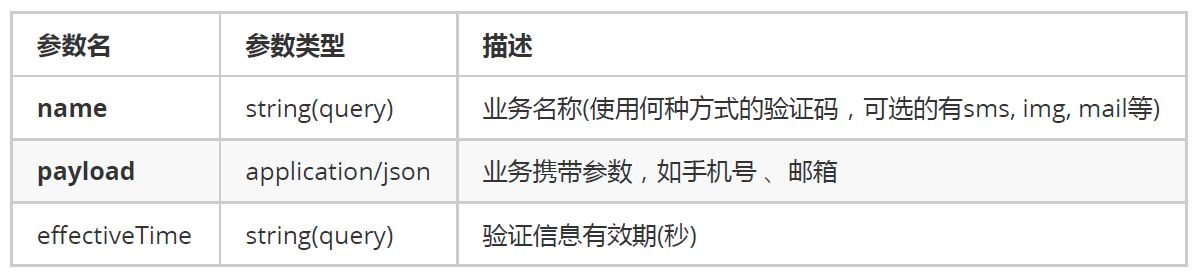 参数名 参数类型 描述
name string(query) 业务名称(使用何种方式的验证码，可选的有sms, img, mail等)
payload application/json 业务携带参数，如手机号 、邮箱
effectiveTime string(query) 验证信息有效期(秒)